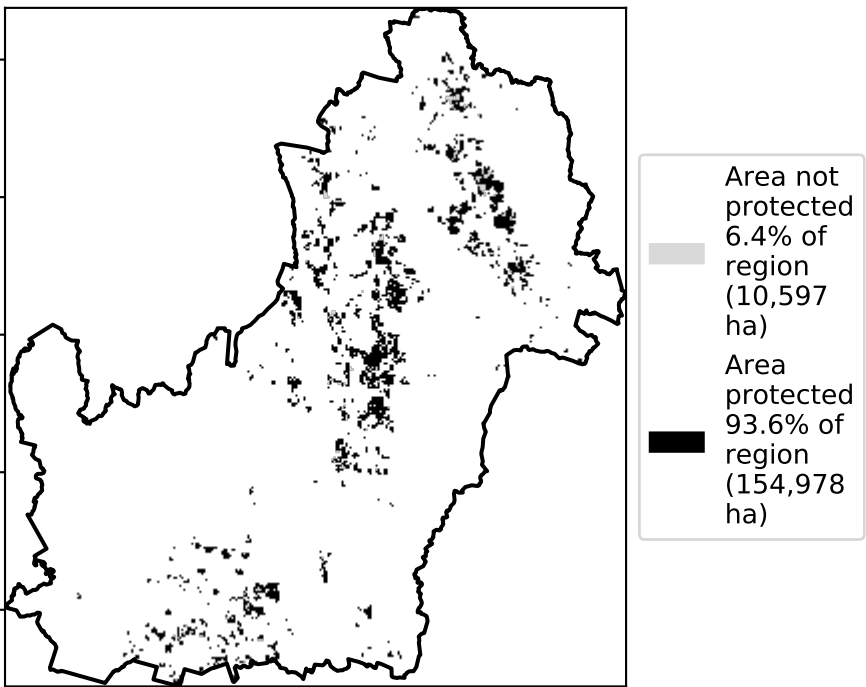 Area not
protected
6.4% of
region
(10,597
ha)
Area
protected
93.6% of
region
(154,978
ha)